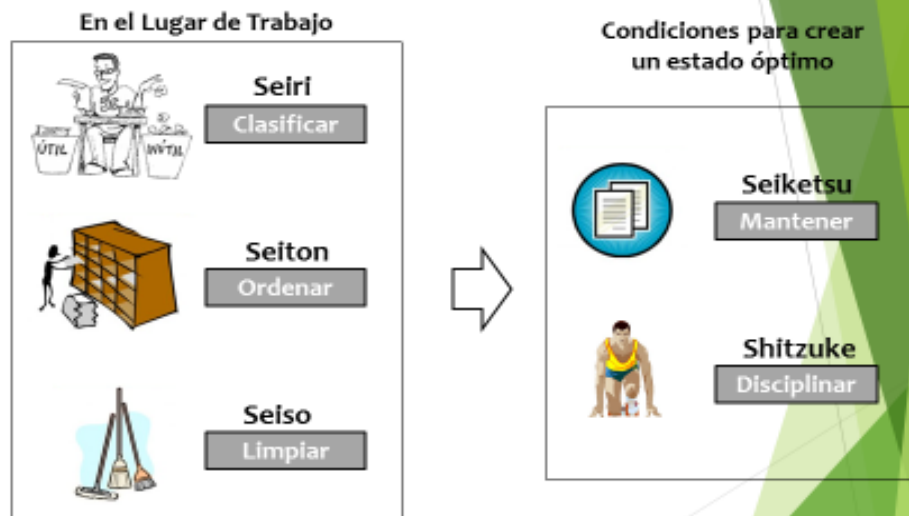 En el Lugar de Trabajo
Seiri
Clasificar
ÚTIL
INÚTIL
Seiton
Ordenar
Seiso
Limpiar
Condiciones para crear
un estado óptimo
Seiketsu
Mantener
Shitzuke
Disciplinar